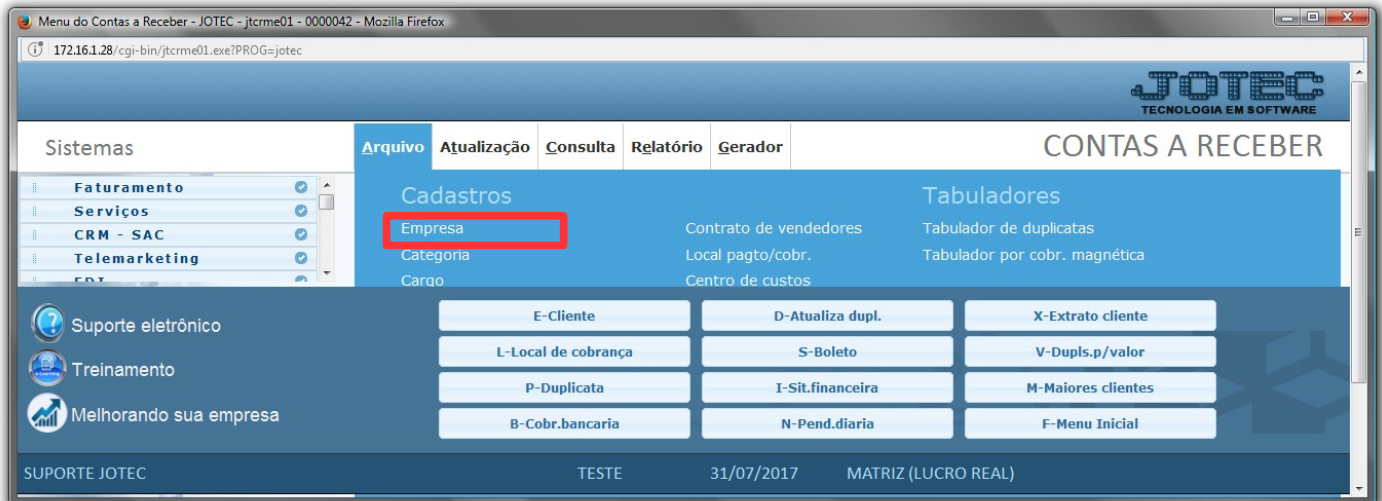 Menu do Contas a Receber - JOTEC - jtcrme01 - 0000042 - Mozilla Firefox
172.16.1.28/cgi-bin/jtcrme01.exe?PROG=jotec
JOTEC
TECNOLOGIA EM SOFTWARE
Sistemas
Arquivo Atualização Consulta Relatório Gerador
CONTAS A RECEBER
Faturamento
Serviços
CRM - SAC
Telemarketing
EDI
Cadastros
Tabuladores
Empresa Contrato de vendedores Tabulador de duplicatas
Categoria Local pagto/cobr. Tabulador por cobr. magnética
Cargo Centro de custos
Suporte eletrônico
Treinamento
Melhorando sua empresa
E-Cliente D-Atualiza dupl. X-Extrato cliente
L-Local de cobrança S-Boleto V-Dupls.p/valor
P-Duplicata I-Sit.financeira M-Maiores clientes
B-Cobr.bancaria N-Pend.diaria F-Menu Inicial
SUPORTE JOTEC TESTE 31/07/2017 MATRIZ (LUCRO REAL)